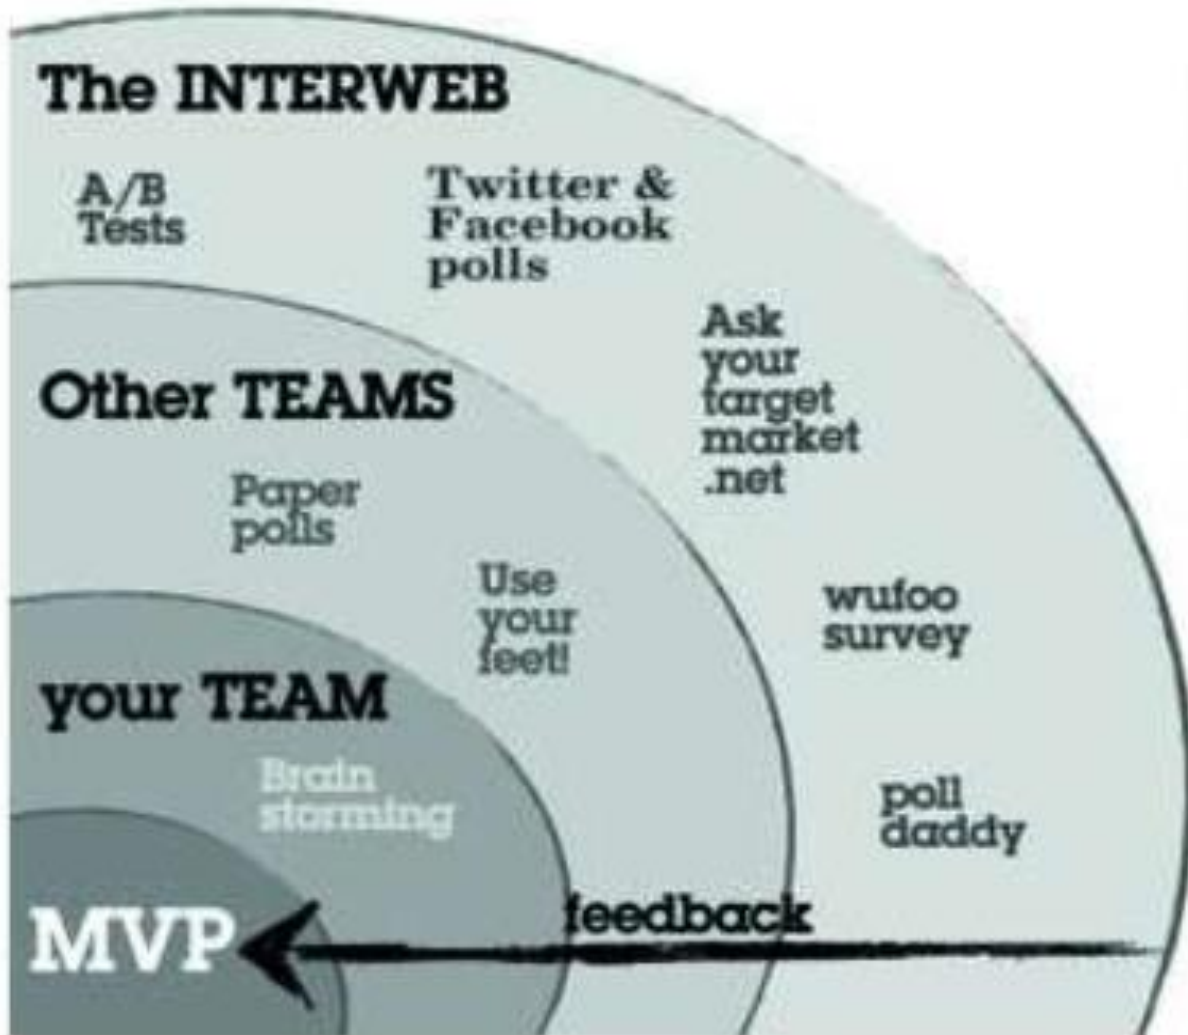 The INTERWEB
A/B
Tests
Twitter &
Facebook
polls
Ask
your
target
market
.net
Other TEAMS
Paper
polls
Use
your
feet!
wufoo
survey
your TEAM
Brain
storming
poll
daddy
feedback
MVP